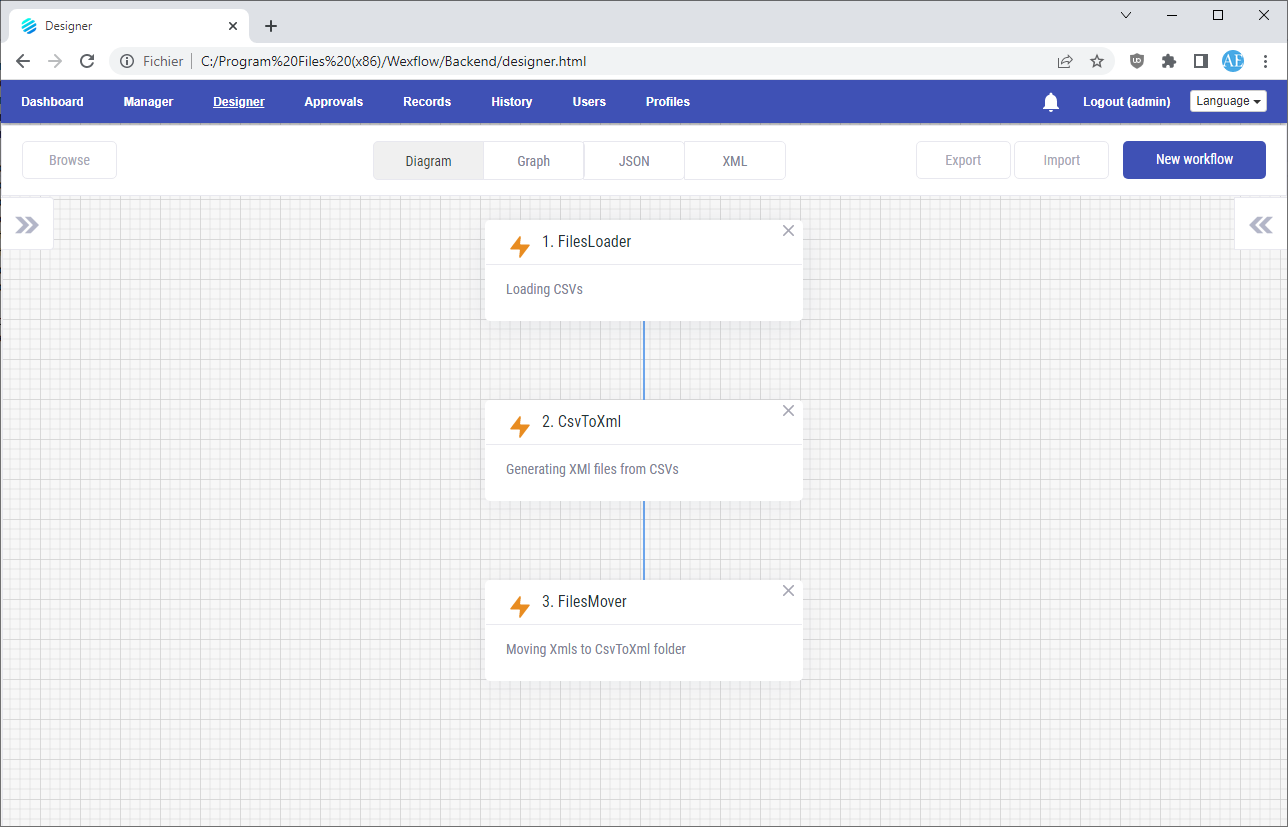 Designer
Fichier C:/Program%20Files%20(x86)/Wexflow/Backend/designer.html
Dashboard Manager Designer Approvals Records History Users Profiles Logout (admin) Language
Browse Diagram Graph JSON XML Export Import New workflow
1. FilesLoader
Loading CSVs
2. CsvToXml
Generating XMl files from CSVs
3. FilesMover
Moving Xmls to CsvToXml folder